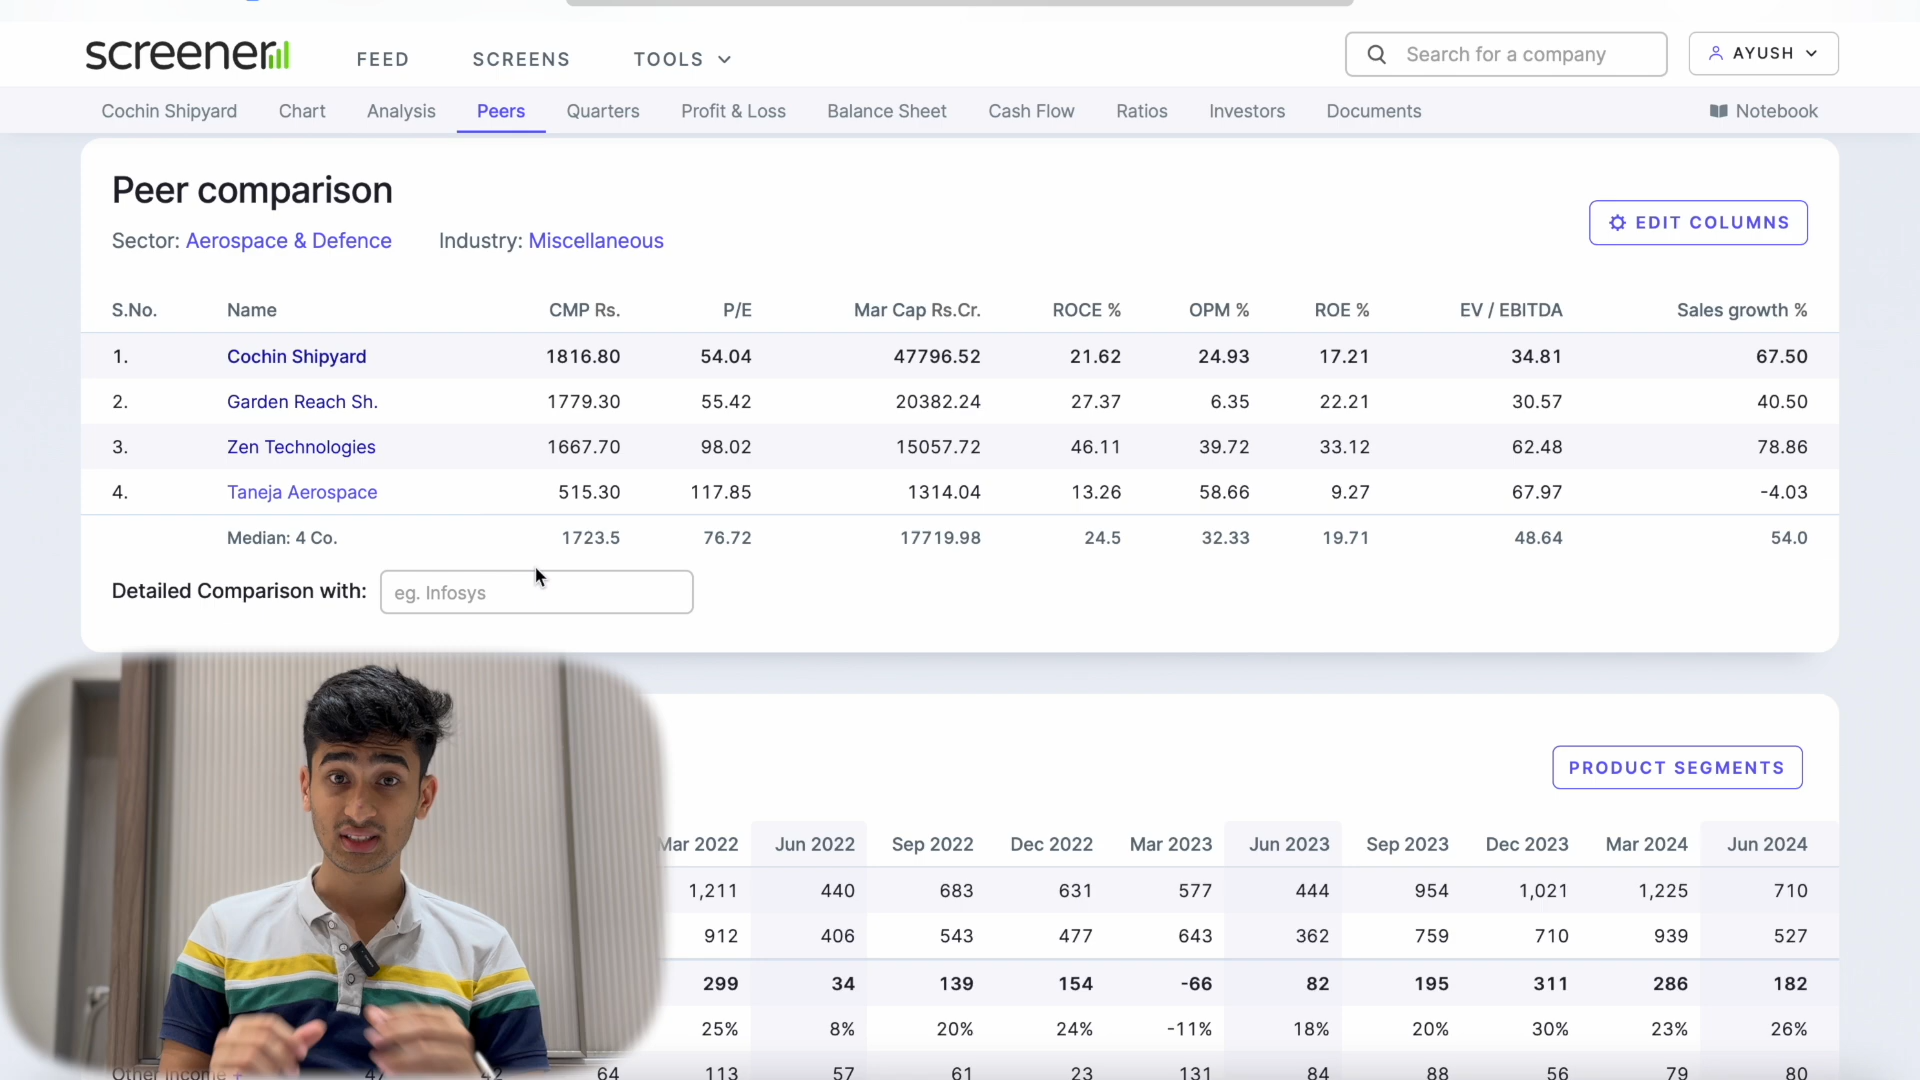 screener
FEED SCREENS TOOLS Search for a company AYUSH
Cochin Shipyard Chart Analysis Peers Quarters Profit & Loss Balance Sheet Cash Flow Ratios Investors Documents Notebook
Peer comparison
Sector: Aerospace & Defence Industry: Miscellaneous EDIT COLUMNS
S.No. Name CMP Rs. P/E Mar Cap Rs.Cr. ROCE % OPM % ROE % EV / EBITDA Sales growth %
1. Cochin Shipyard 1816.80 54.04 47796.52 21.62 24.93 17.21 34.81 67.50
2. Garden Reach Sh. 1779.30 55.42 20382.24 27.37 6.35 22.21 30.57 40.50
3. Zen Technologies 1667.70 98.02 15057.72 46.11 39.72 33.12 62.48 78.86
4. Taneja Aerospace 515.30 117.85 1314.04 13.26 58.66 9.27 67.97 -4.03
Median: 4 Co. 1723.5 76.72 17719.98 24.5 32.33 19.71 48.64 54.0
Detailed Comparison with: eg. Infosys
PRODUCT SEGMENTS
Mar 2022 Jun 2022 Sep 2022 Dec 2022 Mar 2023 Jun 2023 Sep 2023 Dec 2023 Mar 2024 Jun 2024
1,211 440 683 631 577 444 954 1,021 1,225 710
912 406 543 477 643 362 759 710 939 527
299 34 139 154 -66 82 195 311 286 182
25% 8% 20% 24% -11% 18% 20% 30% 23% 26%
Other Income + 47 42 64 113 57 61 23 131 84 88 56 79 80